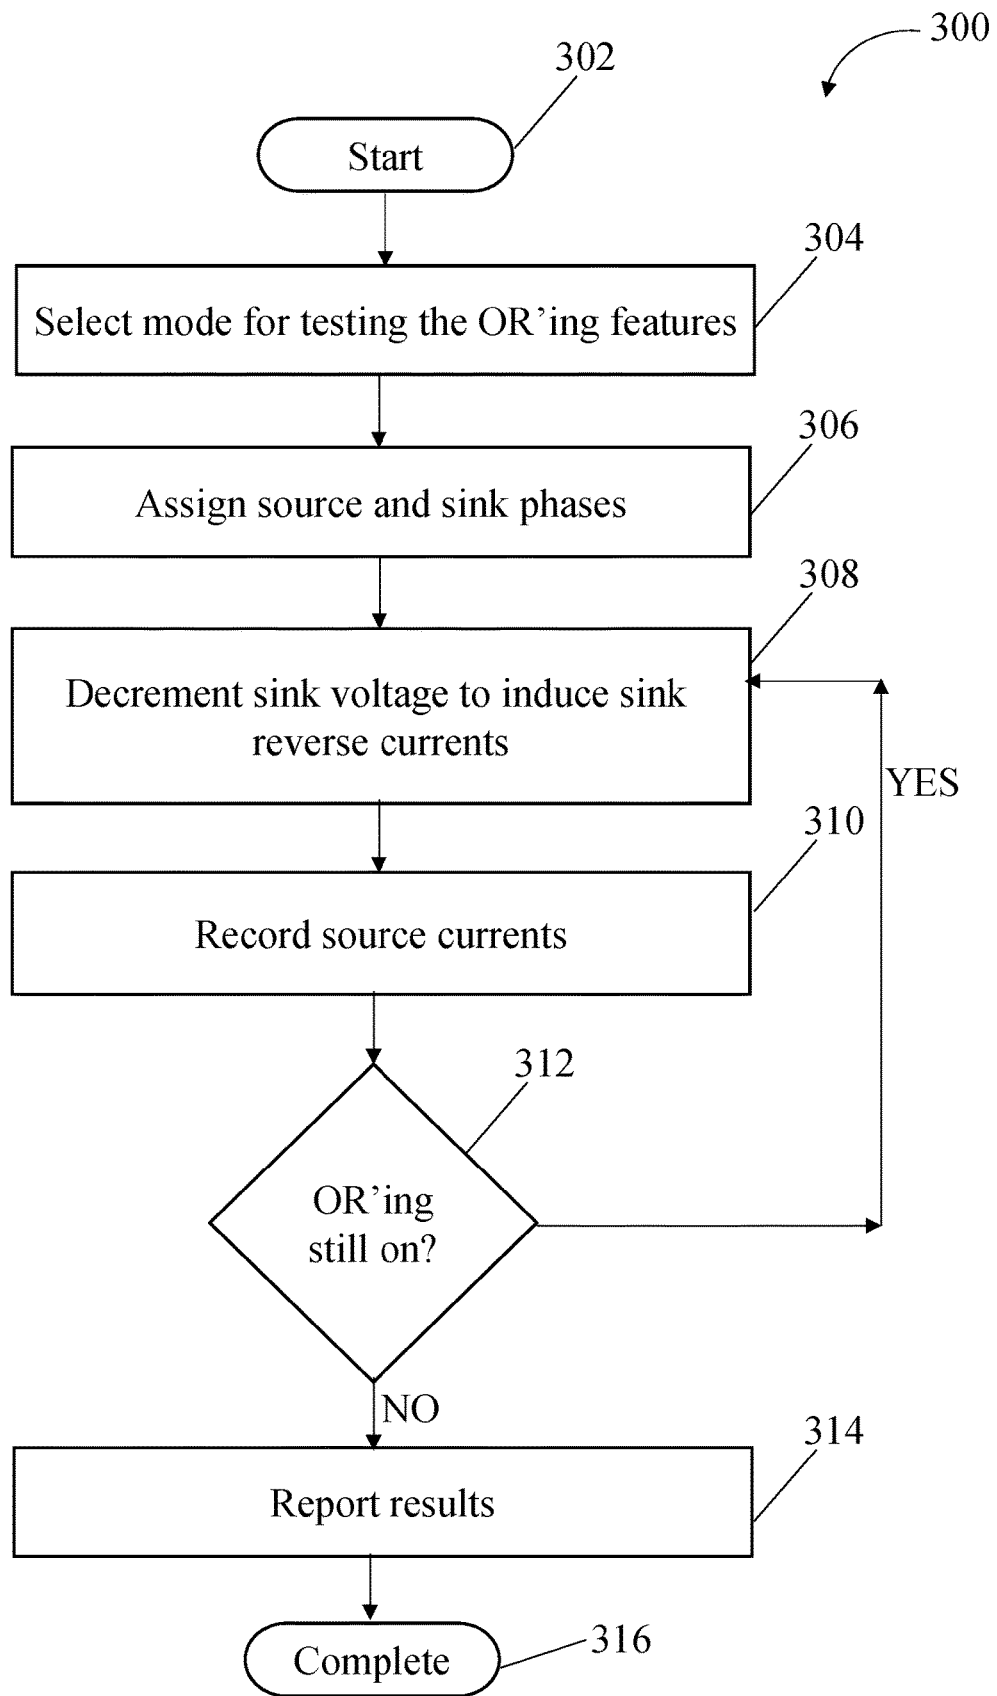 300
302
Start
304
Select mode for testing the OR’ing features
306
Assign source and sink phases
308
Decrement sink voltage to induce sink
reverse currents
YES
310
Record source currents
312
OR’ing
still on?
NO
314
Report results
316
Complete